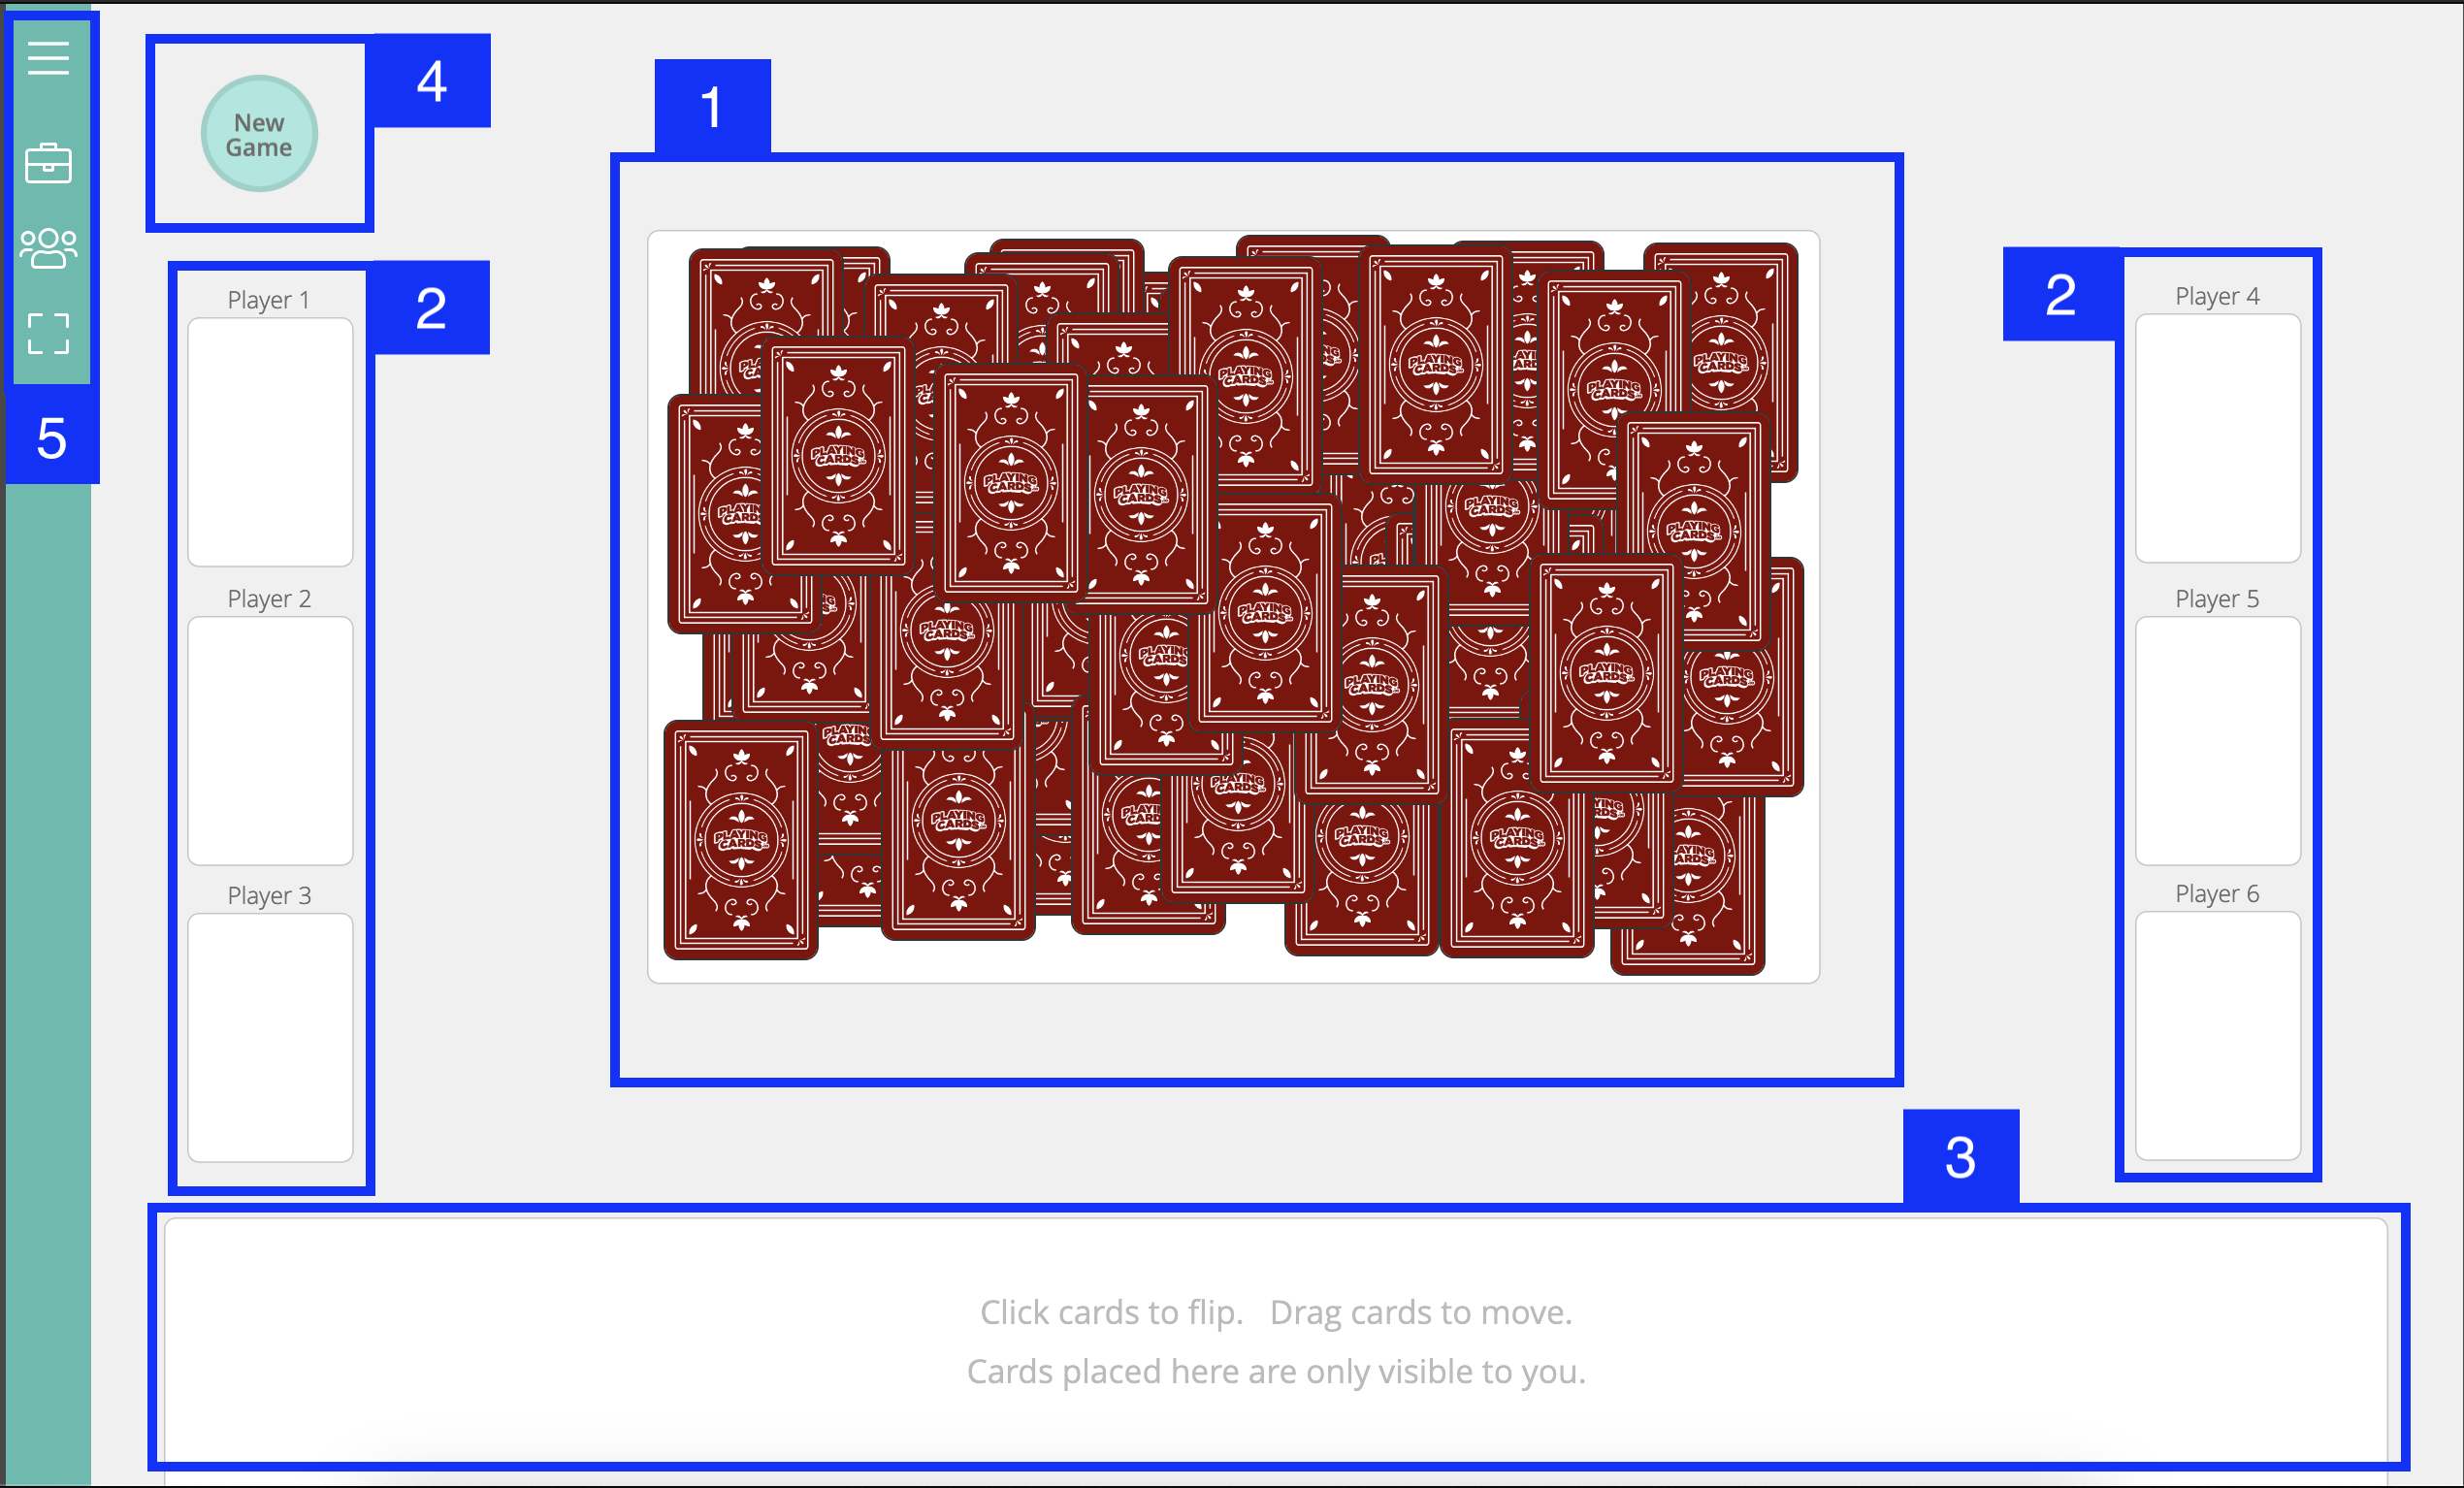 4
New
Game
1
5
2
Player 1
Player 2
Player 3
PLAYING
CARDS
2
Player 4
Player 5
Player 6
3
Click cards to flip.   Drag cards to move.
Cards placed here are only visible to you.